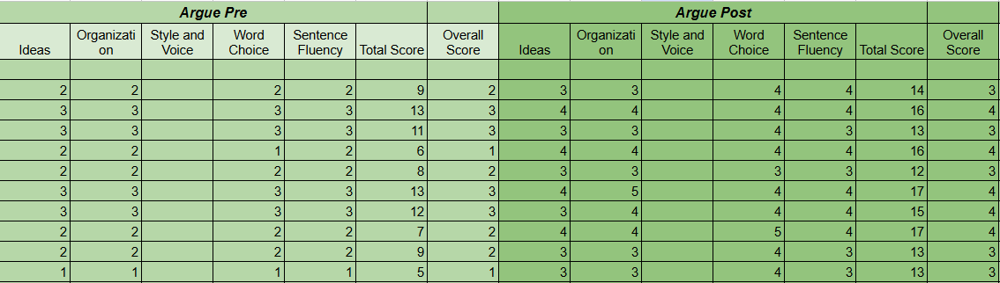 Argue Pre Argue Post
Ideas Organizati on Style and Voice Word Choice Sentence Fluency Total Score Overall Score Ideas Organizati on Style and Voice Word Choice Sentence Fluency Total Score Overall Score
2 2 2 2 9 2 3 3 4 4 14 3
3 3 3 3 13 3 4 4 4 4 16 4
3 3 3 3 11 3 3 3 4 3 13 3
2 2 1 2 6 1 4 4 4 4 16 4
2 2 2 2 8 2 3 3 3 3 12 3
3 3 3 3 13 3 4 5 4 4 17 4
3 3 3 3 12 3 3 4 4 4 15 4
2 2 2 2 7 2 4 4 5 4 17 4
2 2 2 2 9 2 3 3 4 3 13 3
1 1 1 1 5 1 3 3 4 3 13 3